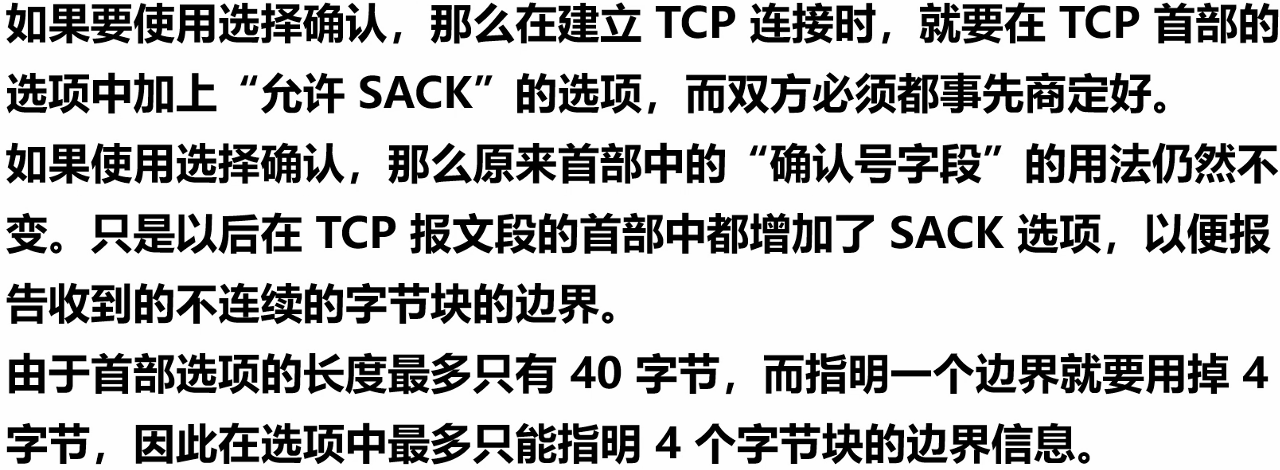 如果要使用选择确认，那么在建立 TCP 连接时，就要在 TCP 首部的
选项中加上“允许 SACK”的选项，而双方必须都事先商定好。
如果使用选择确认，那么原来首部中的“确认号字段”的用法仍然不
变。只是以后在 TCP 报文段的首部中都增加了 SACK 选项，以便报
告收到的不连续的字节块的边界。
由于首部选项的长度最多只有 40 字节，而指明一个边界就要用掉 4
字节，因此在选项中最多只能指明 4 个字节块的边界信息。